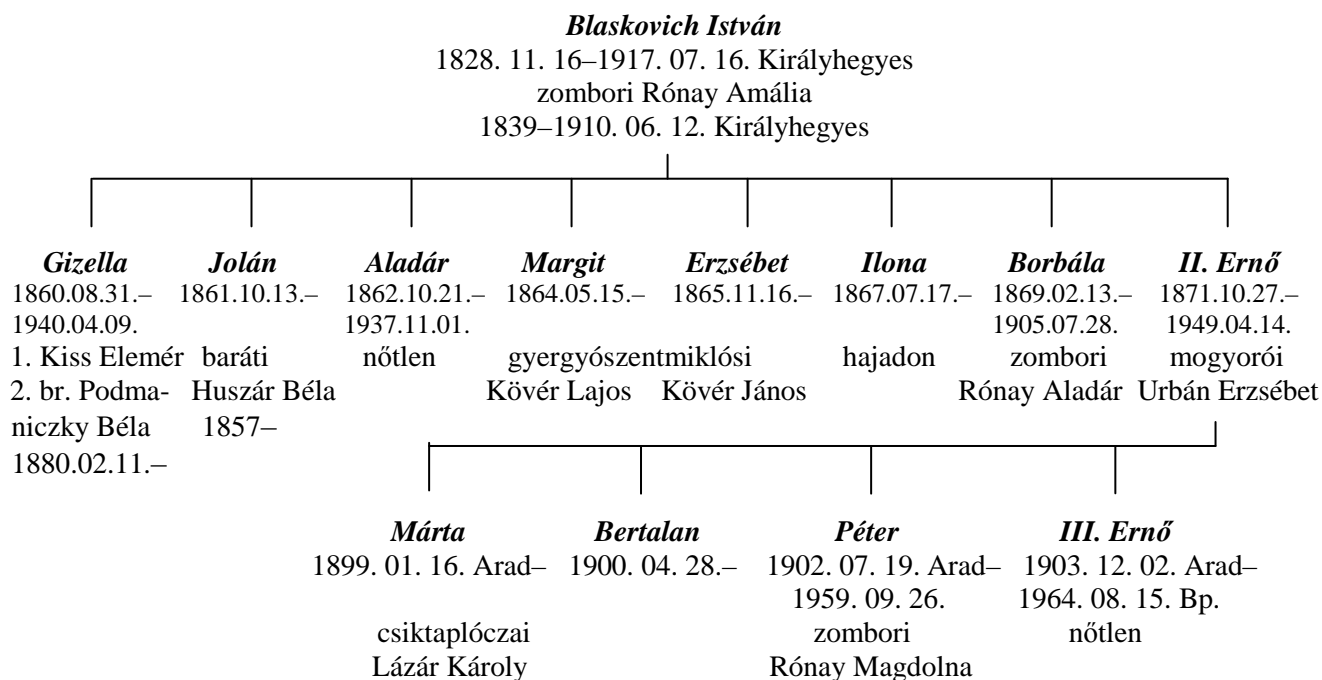 Blaskovich István
1828. 11. 16–1917. 07. 16. Királyhegyes
zombori Rónay Amália
1839–1910. 06. 12. Királyhegyes
Gizella Jolán Aladár Margit Erzsébet Ilona Borbála II. Ernő
1860.08.31.– 1861.10.13.– 1862.10.21.– 1864.05.15.– 1865.11.16.– 1867.07.17.– 1869.02.13.– 1871.10.27.–
1940.04.09. 1937.11.01. 1905.07.28. 1949.04.14.
1. Kiss Elemér baráti nőtlen gyergyószentmiklósi hajadon zombori mogyorói
2. br. Podma- Huszár Béla Kövér Lajos Kövér János Rónay Aladár Urbán Erzsébet
niczky Béla 1857–
1880.02.11.–
Márta Bertalan Péter III. Ernő
1899. 01. 16. Arad– 1900. 04. 28.– 1902. 07. 19. Arad– 1903. 12. 02. Arad–
1959. 09. 26. 1964. 08. 15. Bp.
csiktaplóczai zombori nőtlen
Lázár Károly Rónay Magdolna